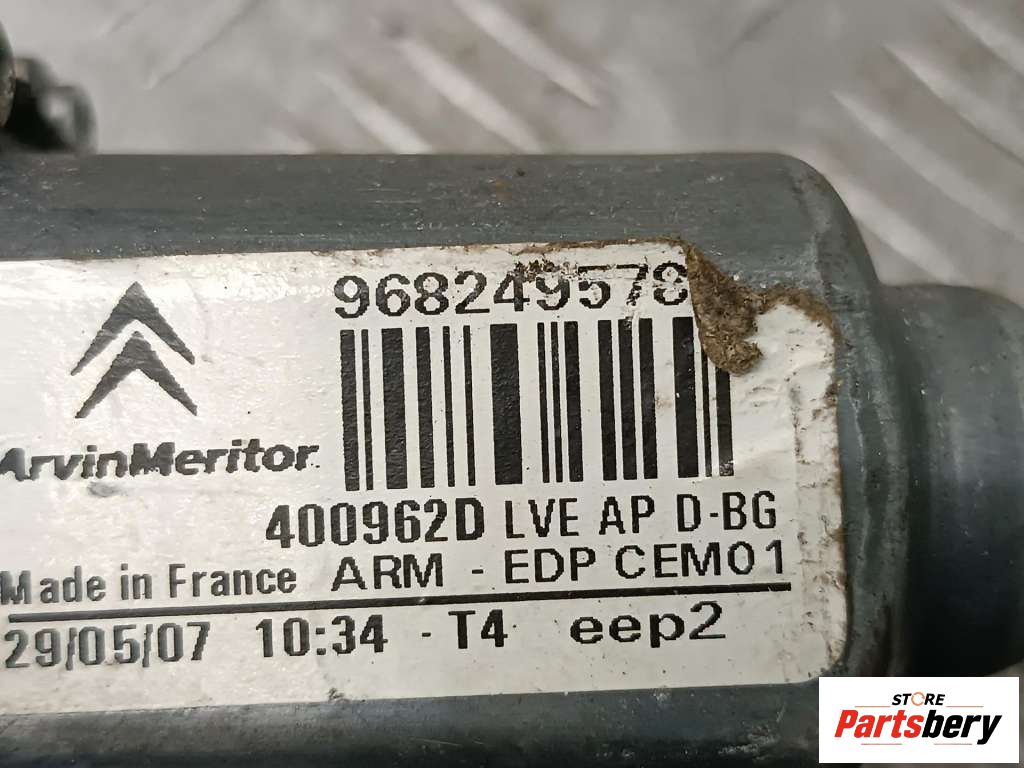 968249578
ArvinMeritor
400962D LVE AP D-BG
Made in France ARM - EDP CEM01
29/05/07 10:34 - T4 eep2
STORE
Partsbery